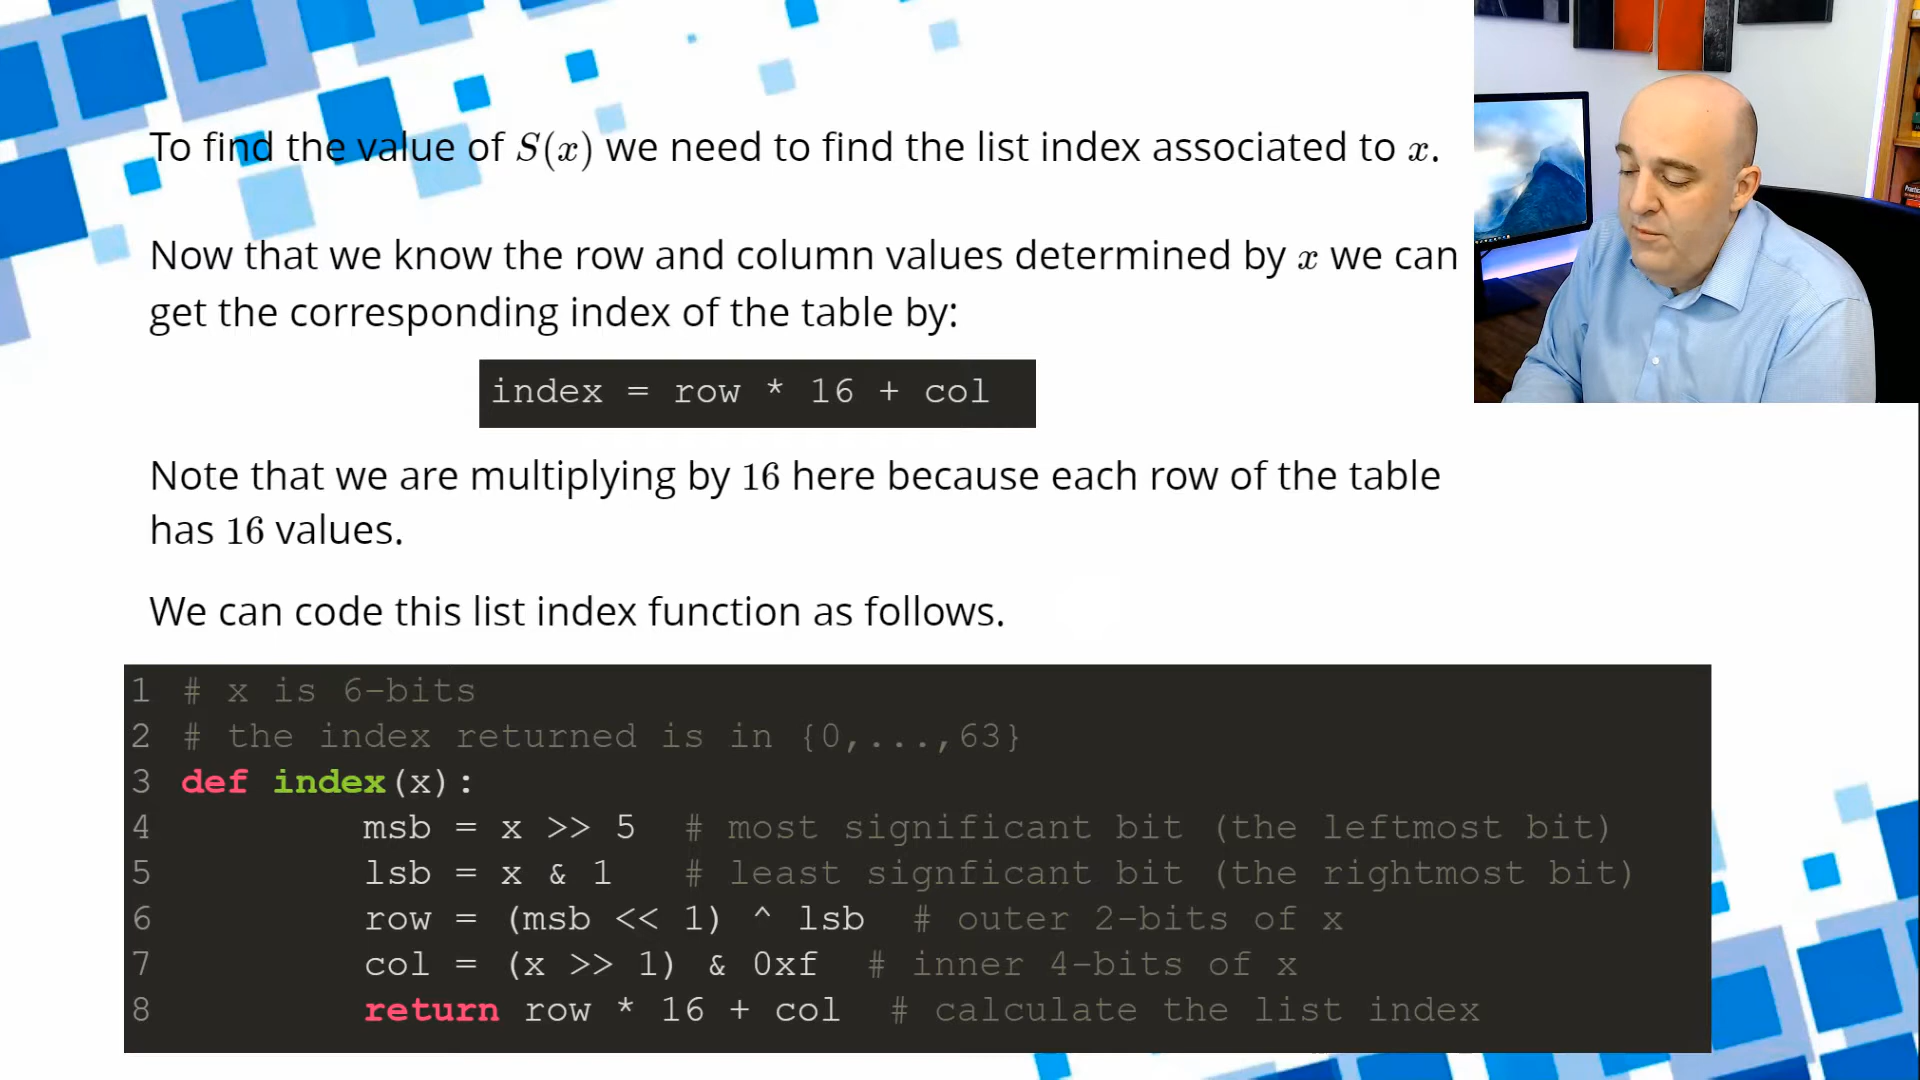 To find the value of S(x) we need to find the list index associated to x.
Now that we know the row and column values determined by x we can
get the corresponding index of the table by:
index = row * 16 + col
Note that we are multiplying by 16 here because each row of the table
has 16 values.
We can code this list index function as follows.
1 # x is 6-bits
2 # the index returned is in {0,...,63}
3 def index(x):
4 msb = x >> 5 # most significant bit (the leftmost bit)
5 lsb = x & 1 # least signficant bit (the rightmost bit)
6 row = (msb << 1) ^ lsb # outer 2-bits of x
7 col = (x >> 1) & 0xf # inner 4-bits of x
8 return row * 16 + col # calculate the list index